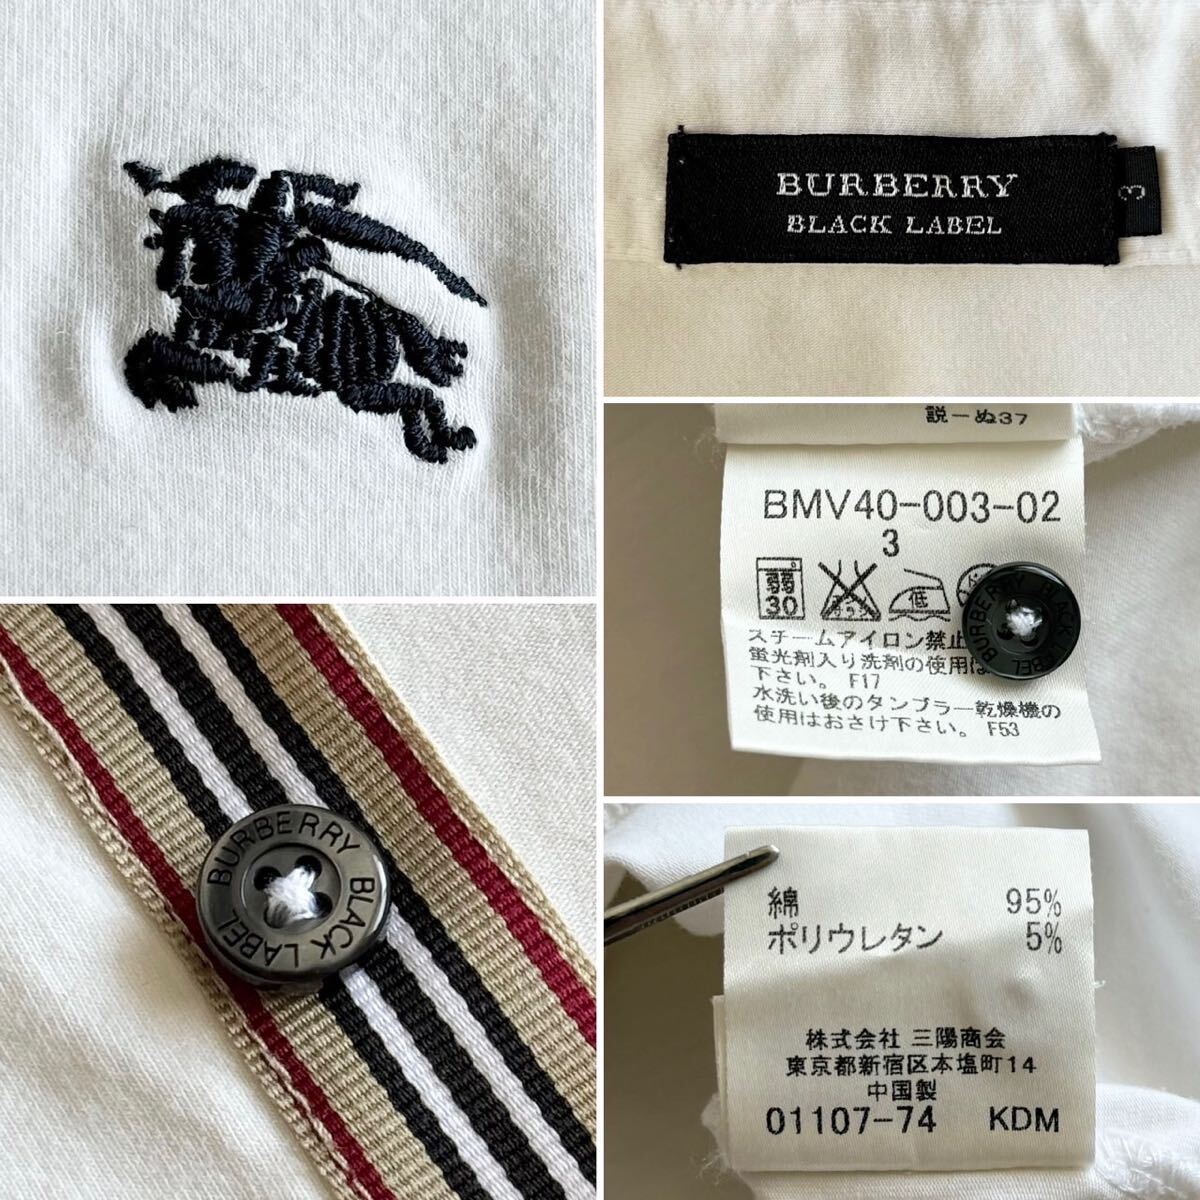 BURBERRY
BLACK LABEL
3
説ーぬ37
BMV40-003-02
3
弱
30
低
スチームアイロン禁止
蛍光剤入り洗剤の使用は
下さい。 F17
水洗い後のタンブラー乾燥機の
使用はおさけ下さい。 F53
BURBERRY BLACK LABEL
BURBERRY BLACK LABEL
綿 95%
ポリウレタン 5%
株式会社 三陽商会
東京都新宿区本塩町14
中国製
01107-74 KDM